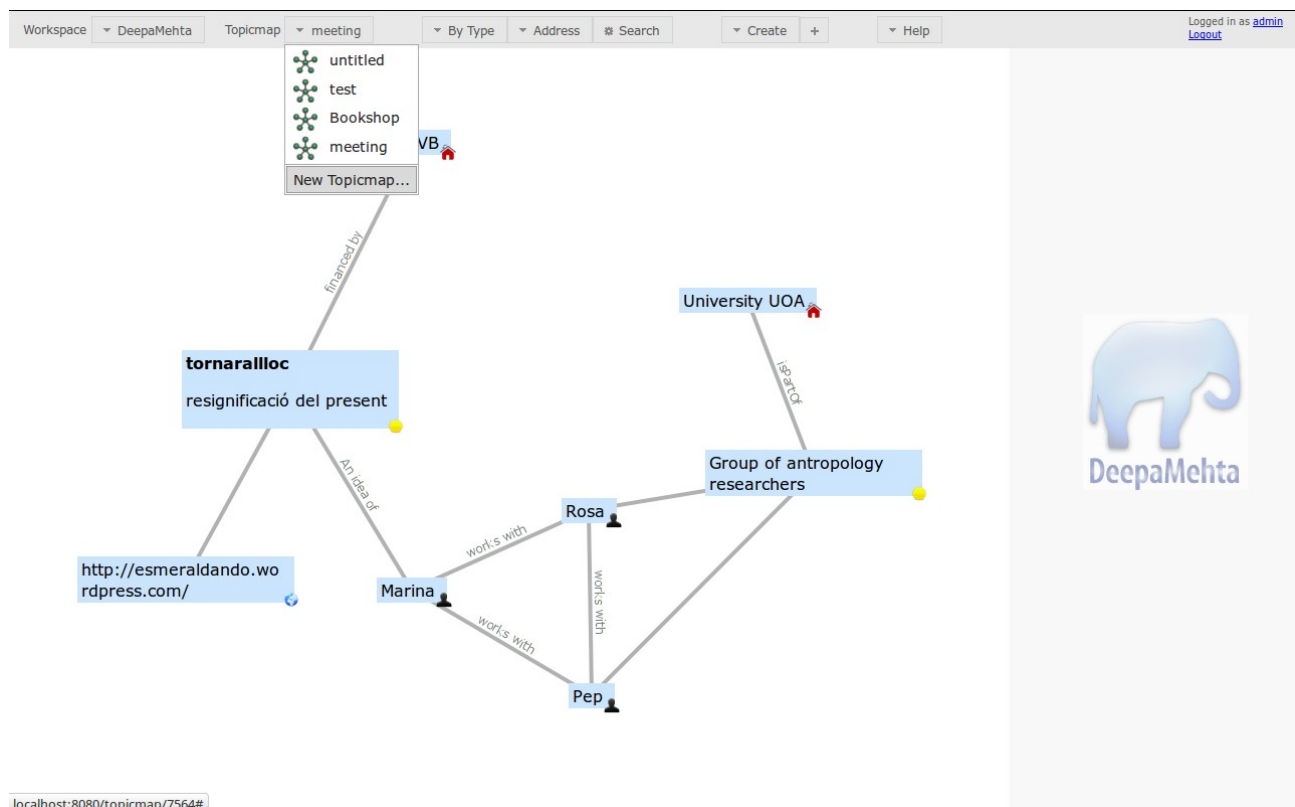 Workspace DeepaMehta Topicmap meeting By Type Address Search Create + Help
Logged in as admin
Logout
untitled
test
Bookshop
meeting
New Topicmap...
VB
financed by
University UOA
isPartOf
tornarallloc
resignificació del present
An idea of
Group of antropology
researchers
DeepaMehta
Rosa
works with
works with
http://esmeraldando.wo
rdpress.com/
Marina
works with
Pep
localhost:8080/topicmap/7564#